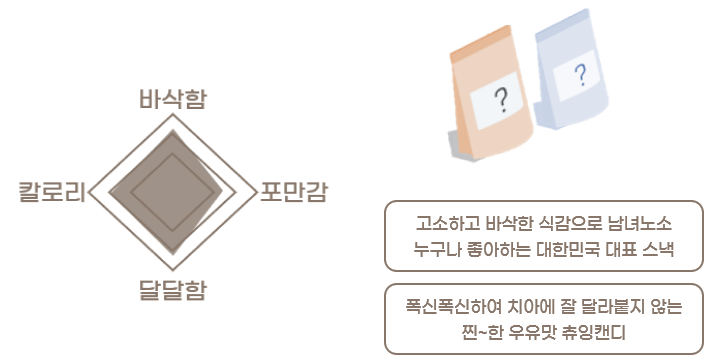 바삭함
칼로리
포만감
달달함
?
?
고소하고 바삭한 식감으로 남녀노소
누구나 좋아하는 대한민국 대표 스낵
폭신폭신하여 치아에 잘 달라붙지 않는
찐~한 우유맛 츄잉캔디